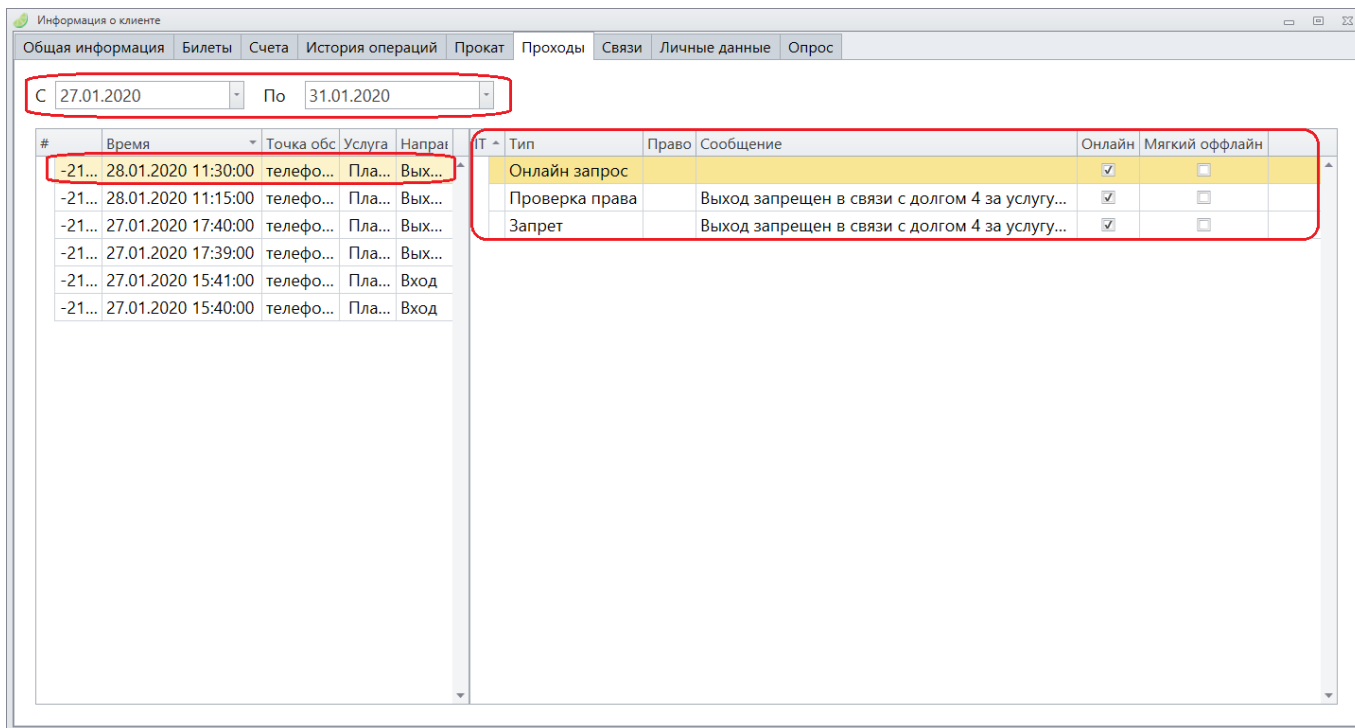 Информация о клиенте
Общая информация Билеты Счета История операций Прокат Проходы Связи Личные данные Опрос
С 27.01.2020 По 31.01.2020
# Время Точка обс Услуга Направ IT Тип Право Сообщение Онлайн Мягкий оффлайн
-21... 28.01.2020 11:30:00 телефо... Пла... Вых... Онлайн запрос
-21... 28.01.2020 11:15:00 телефо... Пла... Вых... Проверка права Выход запрещен в связи с долгом 4 за услугу...
-21... 27.01.2020 17:40:00 телефо... Пла... Вых... Запрет Выход запрещен в связи с долгом 4 за услугу...
-21... 27.01.2020 17:39:00 телефо... Пла... Вых...
-21... 27.01.2020 15:41:00 телефо... Пла... Вход
-21... 27.01.2020 15:40:00 телефо... Пла... Вход